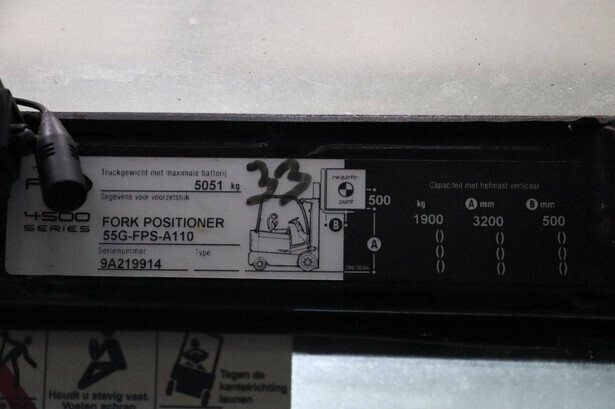 Truckgewicht met maximale batterij
5051 kg
Gegevens voor voorzetstuk
4500
SERIES
FORK POSITIONER
55G-FPS-A110
Serienummer Type
9A219914
33
zwaarte-
punt
500
B
A
Capaciteit met hefmast verticaal
kg A mm B mm
1900 3200 500
() () ()
() () ()
() () ()
() () ()
Houdt u stevig vast.
Voeten schrap
Tegen de
kantelrichting
leunen